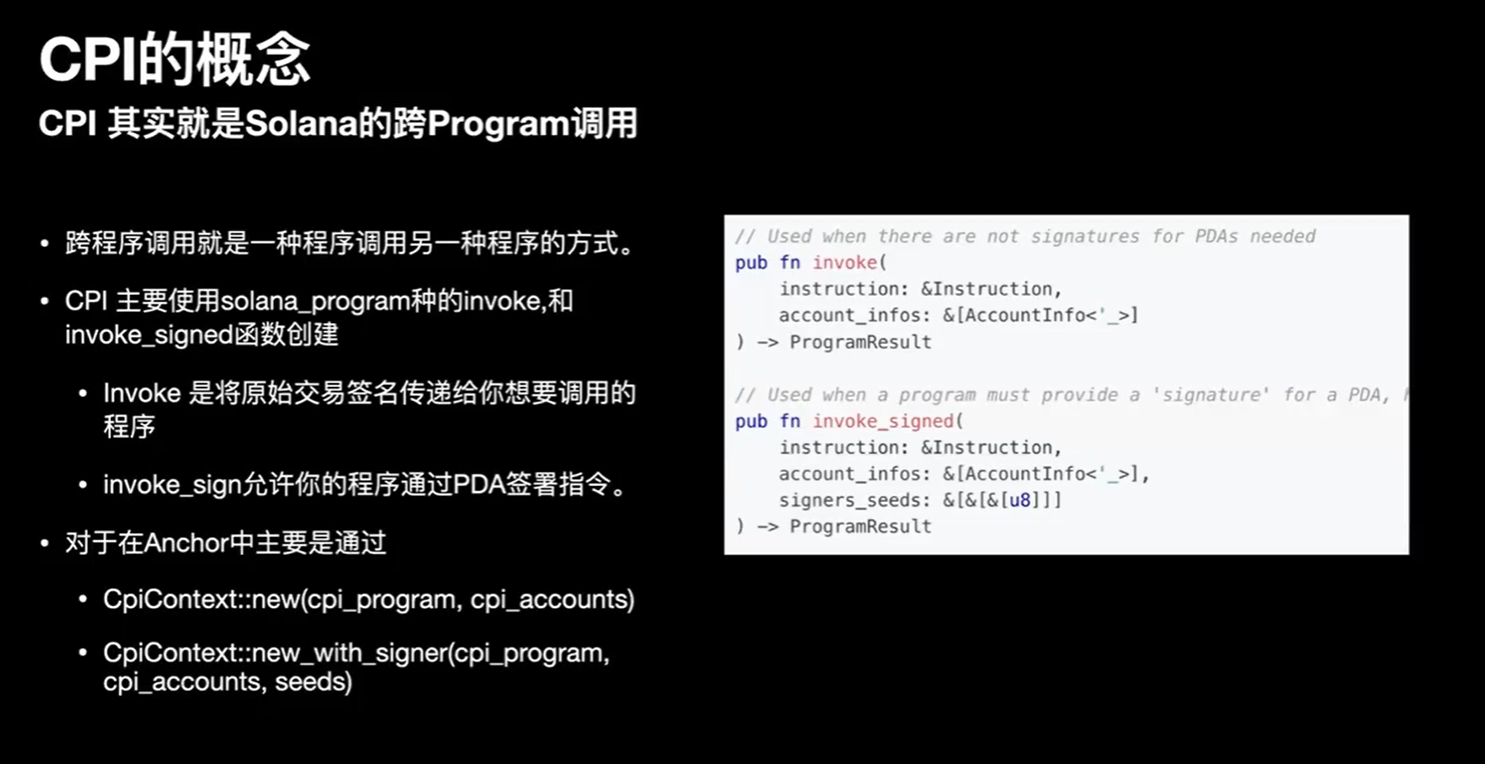 CPI的概念
CPI 其实就是Solana的跨Program调用
• 跨程序调用就是一种程序调用另一种程序的方式。
• CPI 主要使用solana_program种的invoke,和
invoke_signed函数创建
• Invoke 是将原始交易签名传递给你想要调用的
程序
• invoke_sign允许你的程序通过PDA签署指令。
• 对于在Anchor中主要是通过
• CpiContext::new(cpi_program, cpi_accounts)
• CpiContext::new_with_signer(cpi_program,
cpi_accounts, seeds)
// Used when there are not signatures for PDAs needed
pub fn invoke(
    instruction: &Instruction,
    account_infos: &[AccountInfo<'_>]
) -> ProgramResult
// Used when a program must provide a 'signature' for a PDA,
pub fn invoke_signed(
    instruction: &Instruction,
    account_infos: &[AccountInfo<'_>],
    signers_seeds: &[&[&[u8]]]
) -> ProgramResult